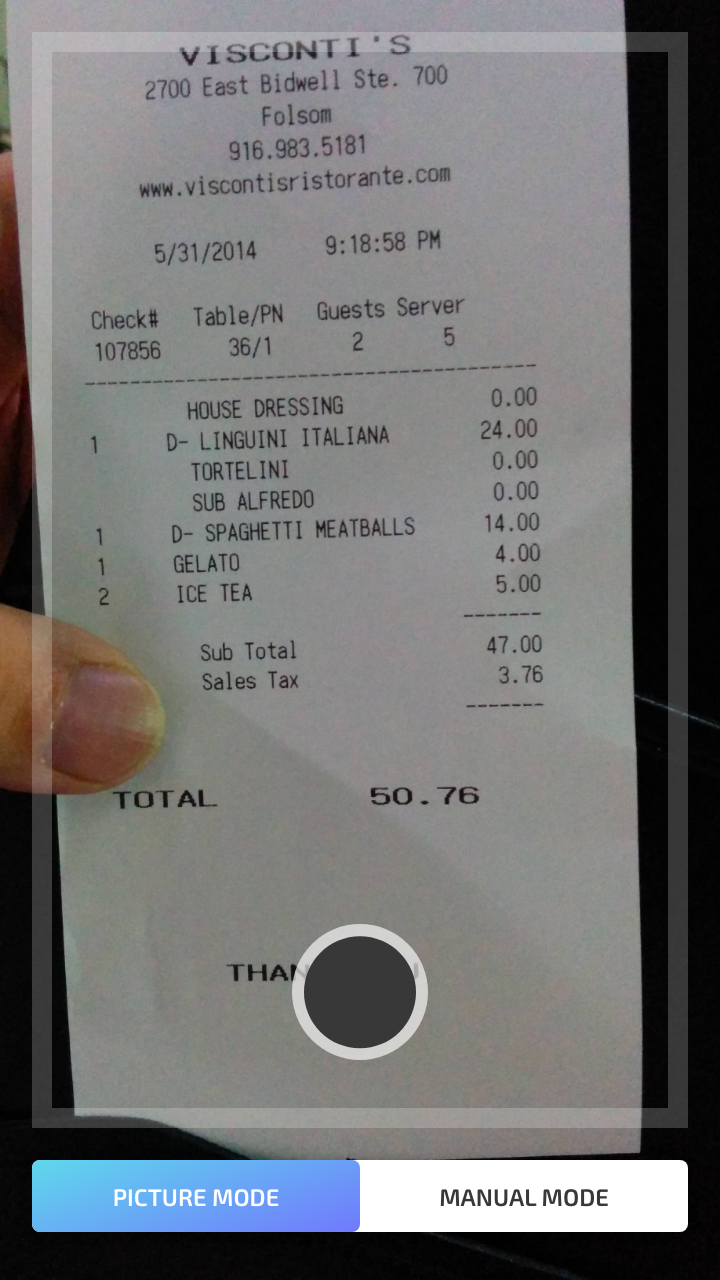 VISCONTI'S
2700 East Bidwell Ste. 700
Folsom
916.983.5181
www.viscontisristorante.com
5/31/2014 9:18:58 PM
Check# Table/PN Guests Server
107856 36/1 2 5
HOUSE DRESSING 0.00
1 D- LINGUINI ITALIANA 24.00
TORTELINI 0.00
SUB ALFREDO 0.00
1 D- SPAGHETTI MEATBALLS 14.00
1 GELATO 4.00
2 ICE TEA 5.00
Sub Total 47.00
Sales Tax 3.76
TOTAL 50.76
PICTURE MODE MANUAL MODE